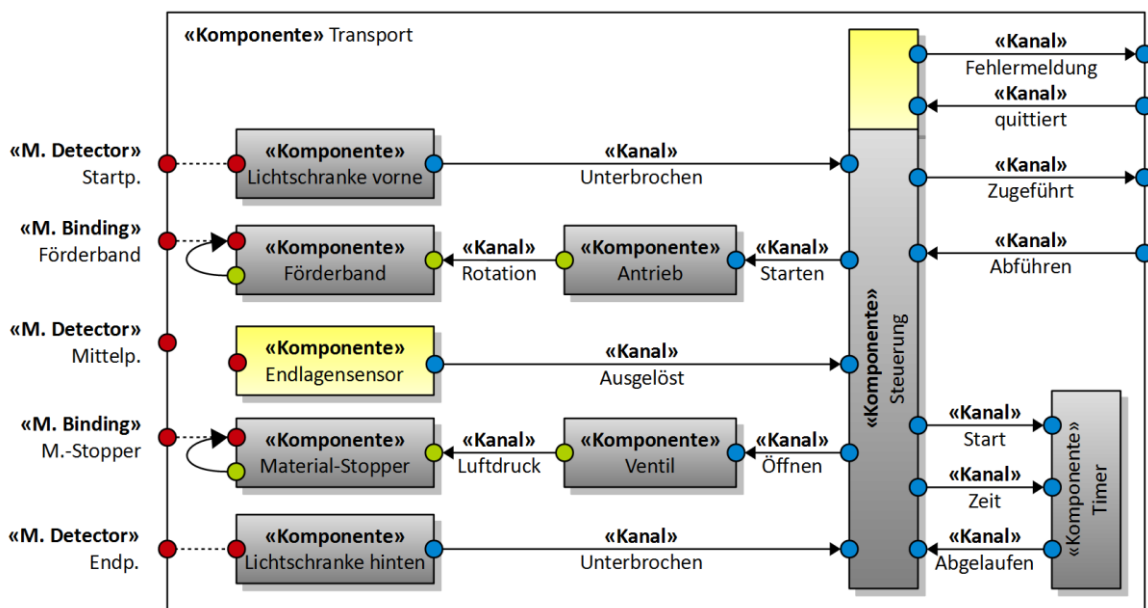 «Komponente» Transport
«Kanal»
Fehlermeldung
«Kanal»
quittiert
«M. Detector»
Startp.
«Komponente»
Lichtschranke vorne
«Kanal»
Unterbrochen
«Kanal»
Zugeführt
«M. Binding»
Förderband
«Komponente»
Förderband
«Kanal»
Rotation
«Komponente»
Antrieb
«Kanal»
Starten
«Kanal»
Abführen
«M. Detector»
Mittelp.
«Komponente»
Endlagensensor
«Kanal»
Ausgelöst
«Komponente»
Steuerung
«M. Binding»
M.-Stopper
«Komponente»
Material-Stopper
«Kanal»
Luftdruck
«Komponente»
Ventil
«Kanal»
Öffnen
«Kanal»
Start
«Kanal»
Zeit
«Komponente»
Timer
«M. Detector»
Endp.
«Komponente»
Lichtschranke hinten
«Kanal»
Unterbrochen
«Kanal»
Abgelaufen